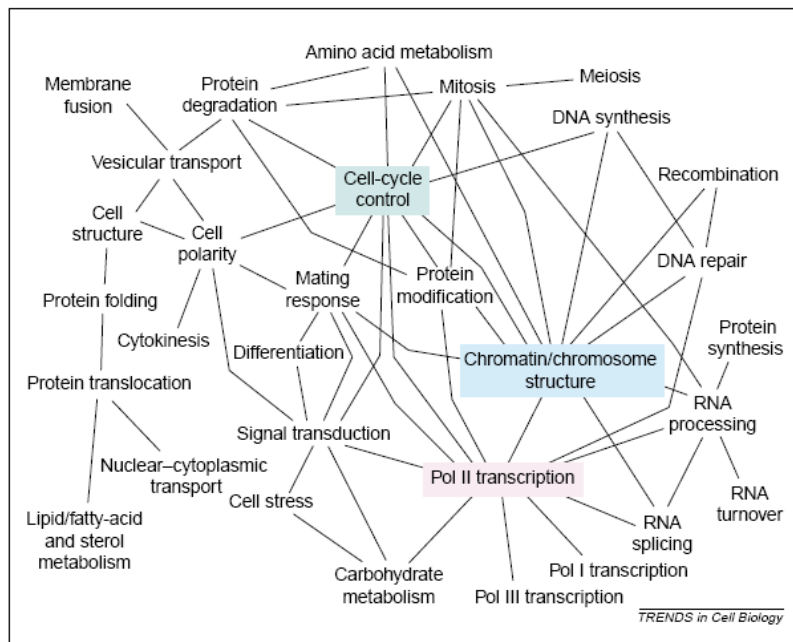 Amino acid metabolism
Membrane
fusion
Protein
degradation
Mitosis
Meiosis
DNA synthesis
Vesicular transport
Cell-cycle
control
Recombination
Cell
structure
Cell
polarity
DNA repair
Mating
response
Protein
modification
Protein folding
Cytokinesis
Differentiation
Chromatin/chromosome
structure
Protein
synthesis
Protein translocation
RNA
processing
Signal transduction
Nuclear–cytoplasmic
transport
Pol II transcription
Cell stress
RNA
turnover
Lipid/fatty-acid
and sterol
metabolism
RNA
splicing
Carbohydrate
metabolism
Pol I transcription
Pol III transcription
TRENDS in Cell Biology